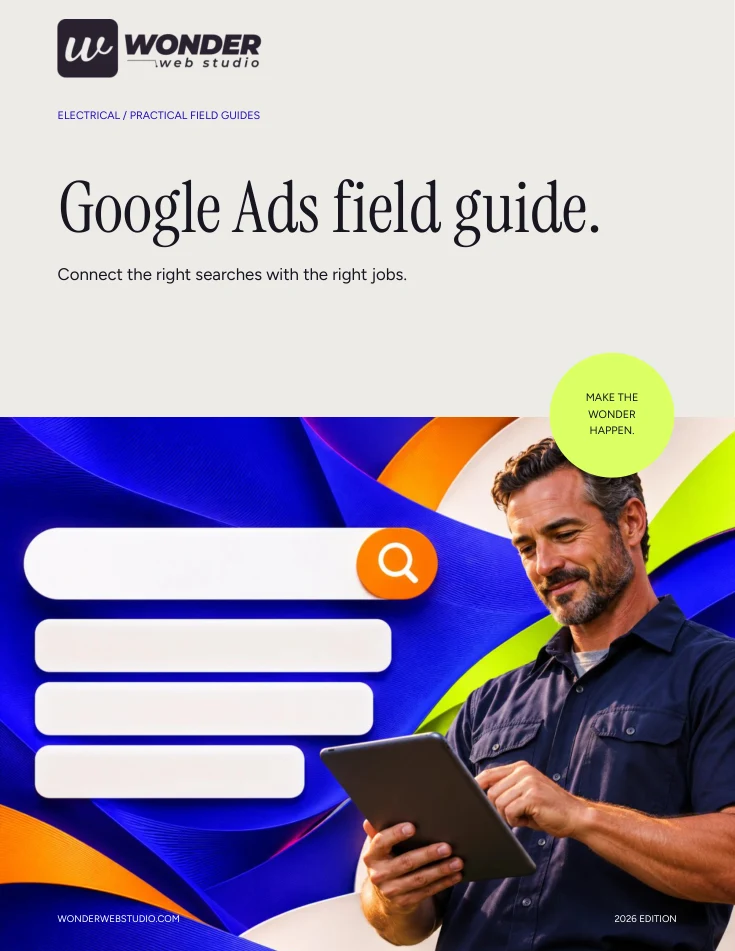 w WONDER
web studio
ELECTRICAL / PRACTICAL FIELD GUIDES
Google Ads field guide.
Connect the right searches with the right jobs.
MAKE THE
WONDER
HAPPEN.
WONDERWEBSTUDIO.COM
2026 EDITION